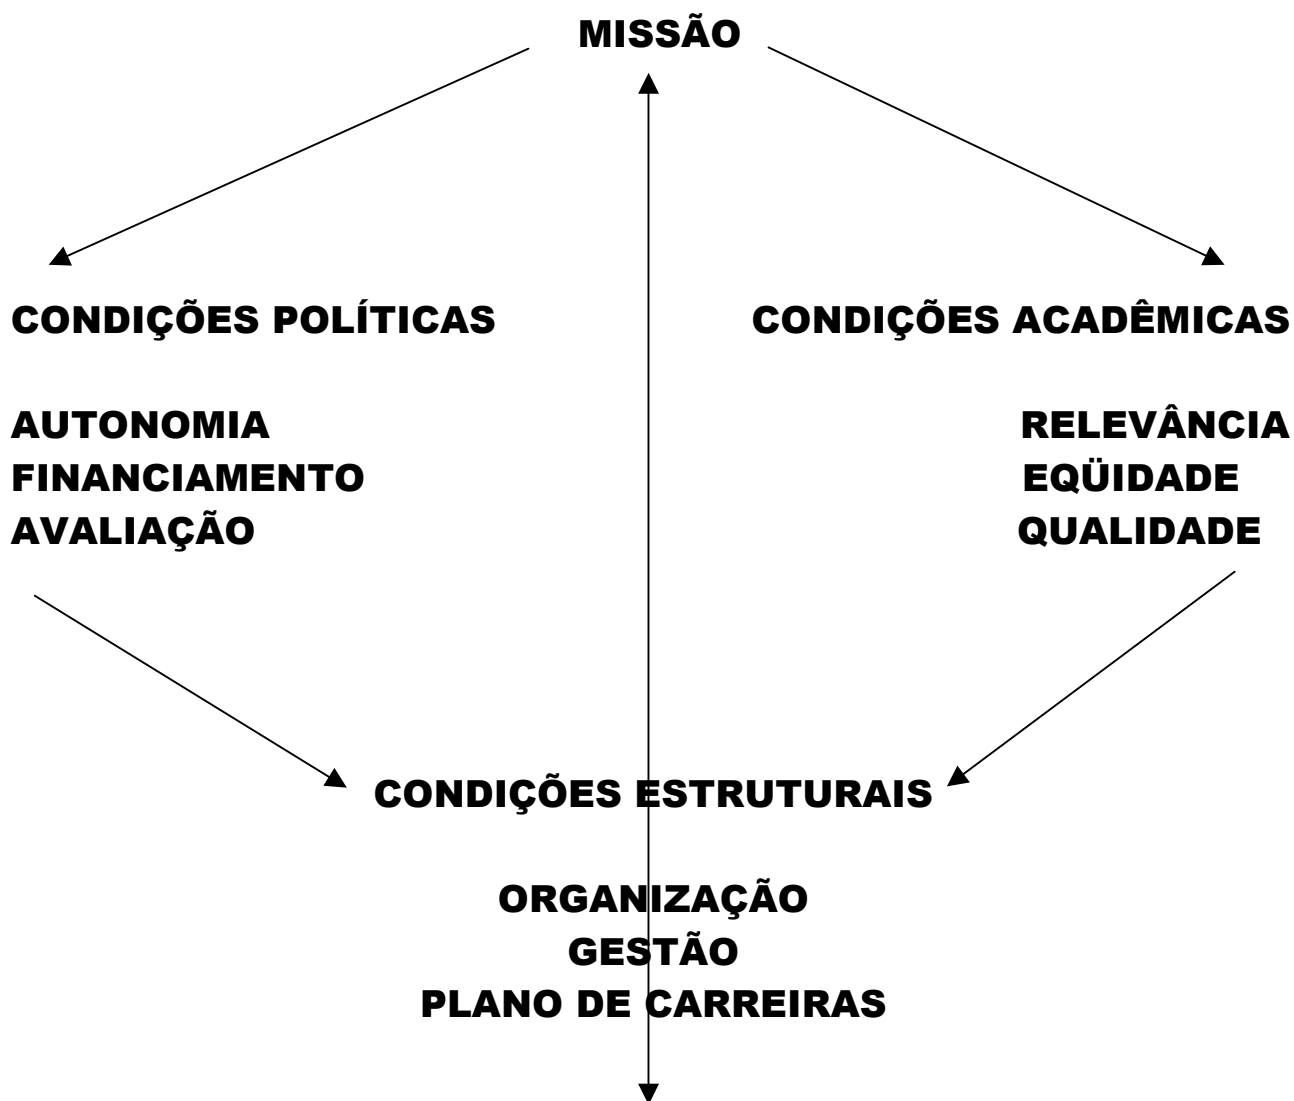 MISSÃO
CONDIÇÕES POLÍTICAS
CONDIÇÕES ACADÊMICAS
AUTONOMIA
FINANCIAMENTO
AVALIAÇÃO
RELEVÂNCIA
EQÜIDADE
QUALIDADE
CONDIÇÕES ESTRUTURAIS
ORGANIZAÇÃO
GESTÃO
PLANO DE CARREIRAS